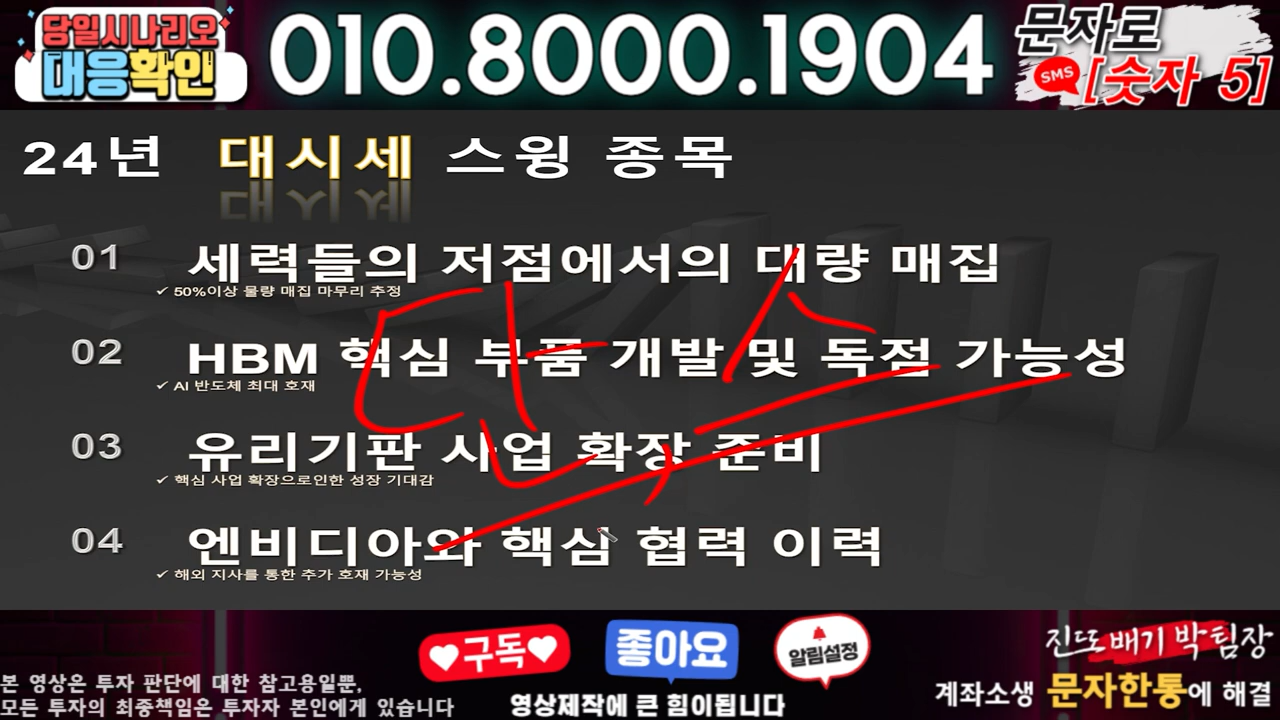 당일시나리오
대응확인
010.8000.1904
문자로
SMS [숫자 5]
24년 대시세 스윙 종목
01 세력들의 저점에서의 대량 매집
✓ 50%이상 물량 매집 마무리 추정
02 HBM 핵심 부품 개발 및 독점 가능성
✓ AI 반도체 최대 호재
03 유리기판 사업 확장 준비
✓ 핵심 사업 확장으로인한 성장 기대감
04 엔비디아와 핵심 협력 이력
✓ 해외 지사를 통한 추가 호재 가능성
구독
좋아요
알림설정
영상제작에 큰 힘이됩니다
본 영상은 투자 판단에 대한 참고용일뿐,
모든 투자의 최종책임은 투자자 본인에게 있습니다
진또배기 박팀장
계좌소생 문자한통에 해결